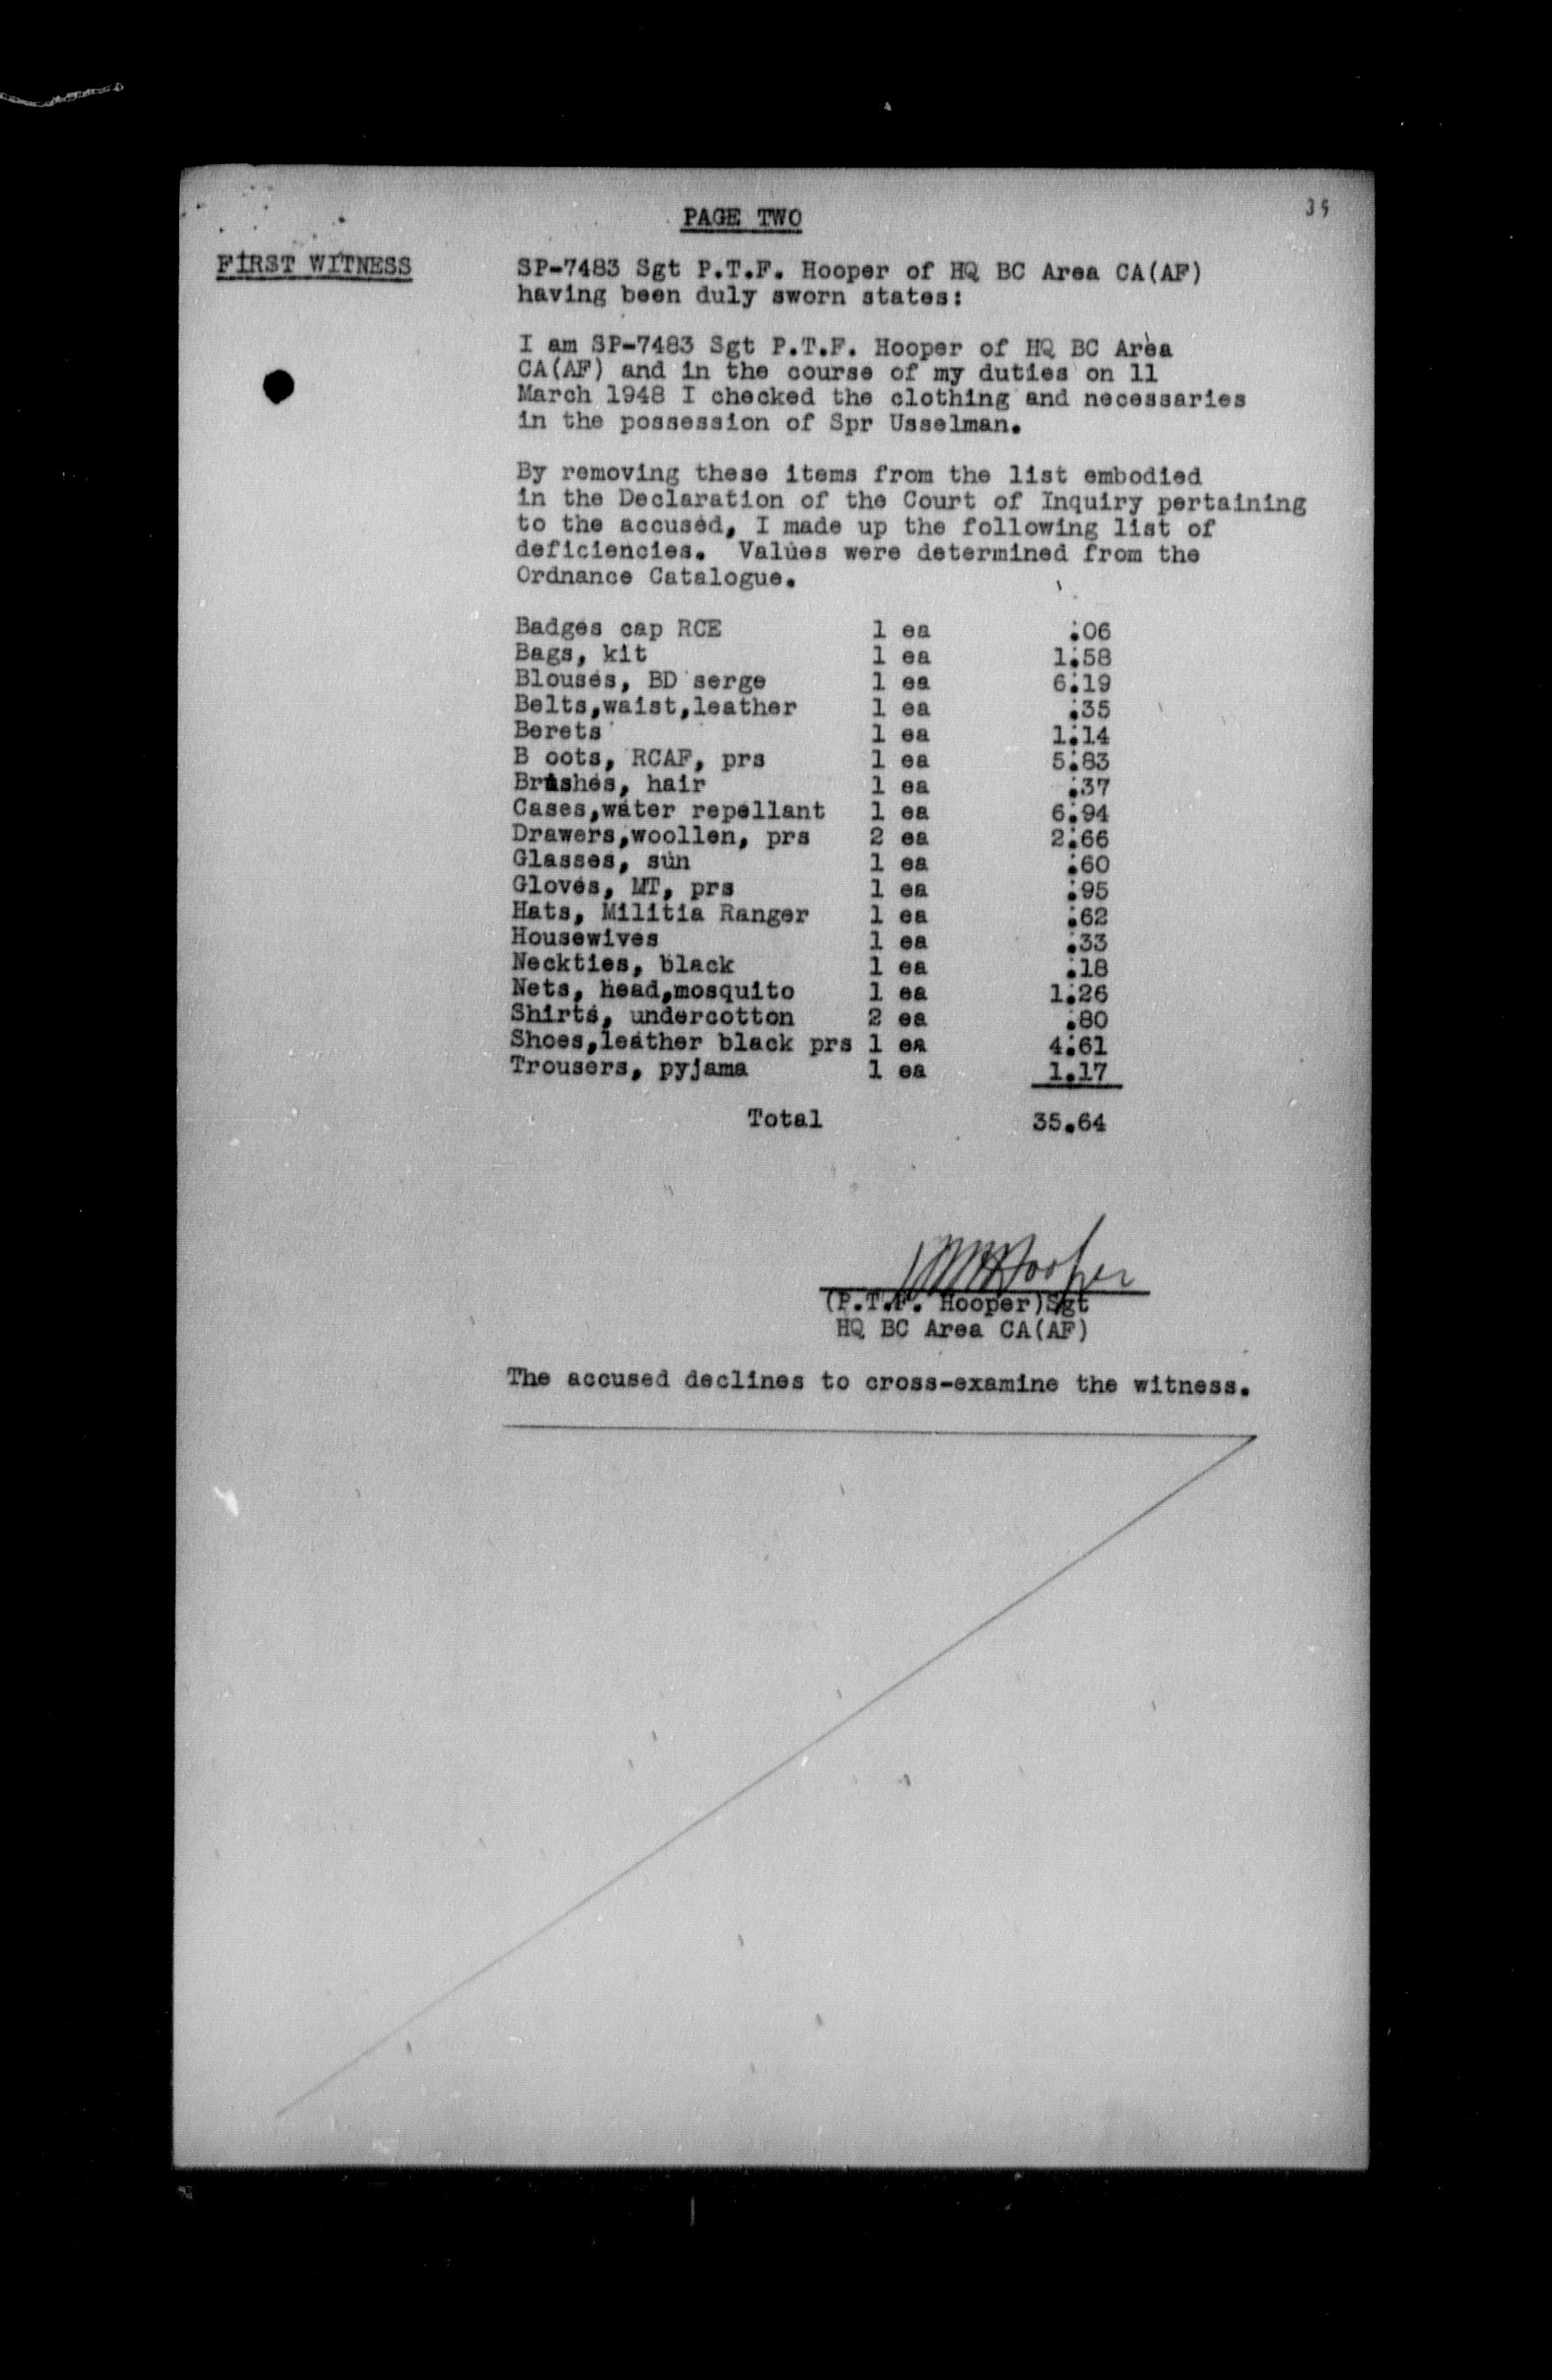 35
PAGE TWO
FIRST WITNESS
SP-7483 Sgt P.T.F. Hooper of HQ BC Area CA(AF)
having been duly sworn states:
I am SP-7483 Sgt P.T.F. Hooper of HQ BC Area
CA(AF) and in the course of my duties on 11
March 1948 I checked the clothing and necessaries
in the possession of Spr Usselman.
By removing these items from the list embodied
in the Declaration of the Court of Inquiry pertaining
to the accused, I made up the following list of
deficiencies. Values were determined from the
Ordnance Catalogue.
Badges cap RCE 1 ea .06
Bags, kit 1 ea 1.58
Blouses, BD serge 1 ea 6.19
Belts,waist,leather 1 ea .35
Berets 1 ea 1.14
B oots, RCAF, prs 1 ea 5.83
Brushes, hair 1 ea .37
Cases,water repellant 1 ea 6.94
Drawers,woollen, prs 2 ea 2.66
Glasses, sun 1 ea .60
Gloves, MT, prs 1 ea .95
Hats, Militia Ranger 1 ea .62
Housewives 1 ea .33
Neckties, black 1 ea .18
Nets, head,mosquito 1 ea 1.26
Shirts, undercotton 2 ea .80
Shoes,leather black prs 1 ea 4.61
Trousers, pyjama 1 ea 1.17
Total 35.64
Hooper
(P.T.F. Hooper)Sgt
HQ BC Area CA(AF)
The accused declines to cross-examine the witness.